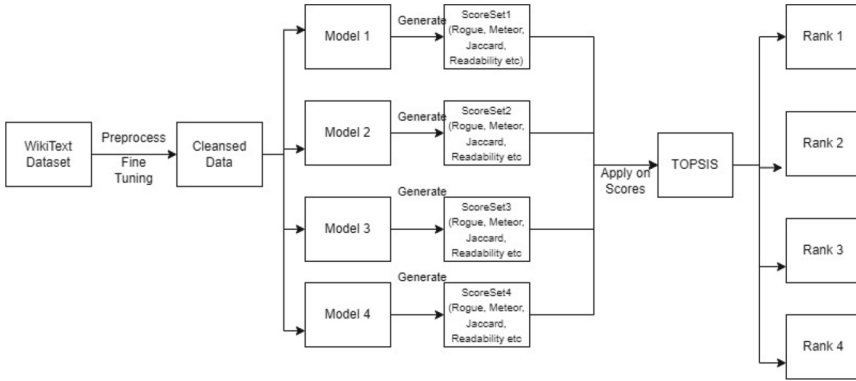 WikiText
Dataset
Preprocess
Fine
Tuning
Cleansed
Data
Model 1
Generate
ScoreSet1
(Rogue, Meteor,
Jaccard,
Readability etc)
Model 2
Generate
ScoreSet2
(Rogue, Meteor,
Jaccard,
Readability etc
Model 3
Generate
ScoreSet3
(Rogue, Meteor,
Jaccard,
Readability etc
Model 4
Generate
ScoreSet4
(Rogue, Meteor,
Jaccard,
Readability etc
Apply on
Scores
TOPSIS
Rank 1
Rank 2
Rank 3
Rank 4